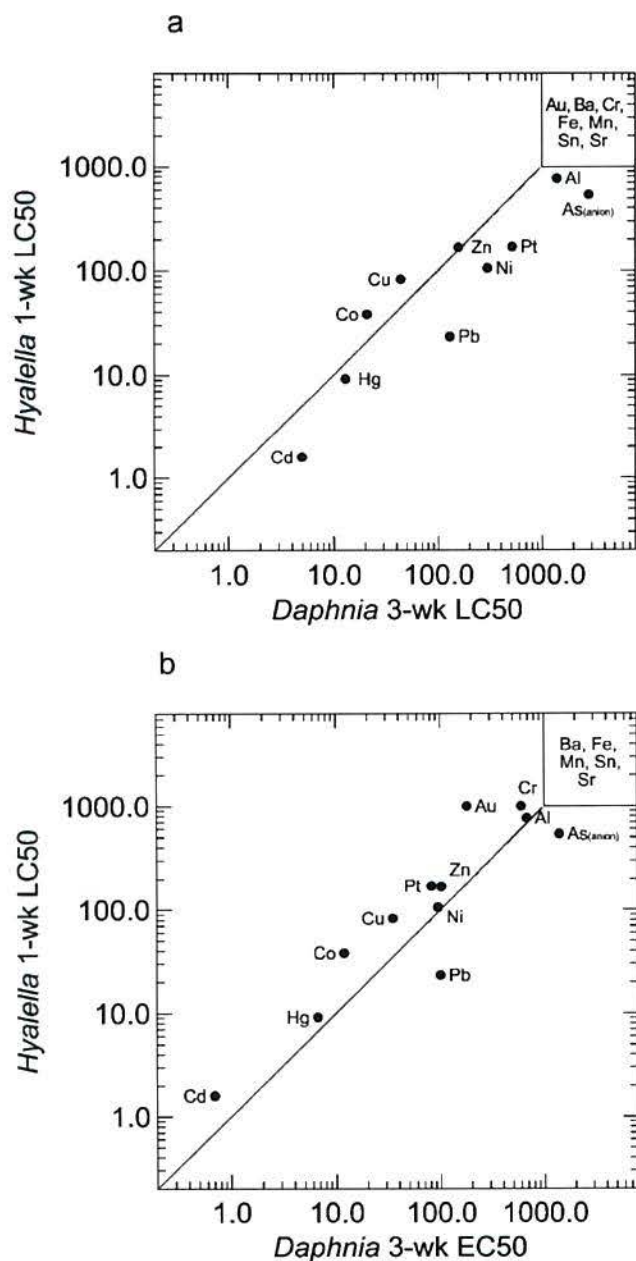 a
Au, Ba, Cr,
Fe, Mn,
Sn, Sr
1000.0
Al
As(anion)
Zn
Pt
100.0
Cu
Ni
Co
Pb
10.0
Hg
Cd
1.0
Hyalella 1-wk LC50
1.0 10.0 100.0 1000.0
Daphnia 3-wk LC50
b
Ba, Fe,
Mn, Sn,
Sr
Cr
1000.0
Au
Al
As(anion)
Pt
Zn
100.0
Cu
Ni
Co
Pb
10.0
Hg
Cd
1.0
Hyalella 1-wk LC50
1.0 10.0 100.0 1000.0
Daphnia 3-wk EC50